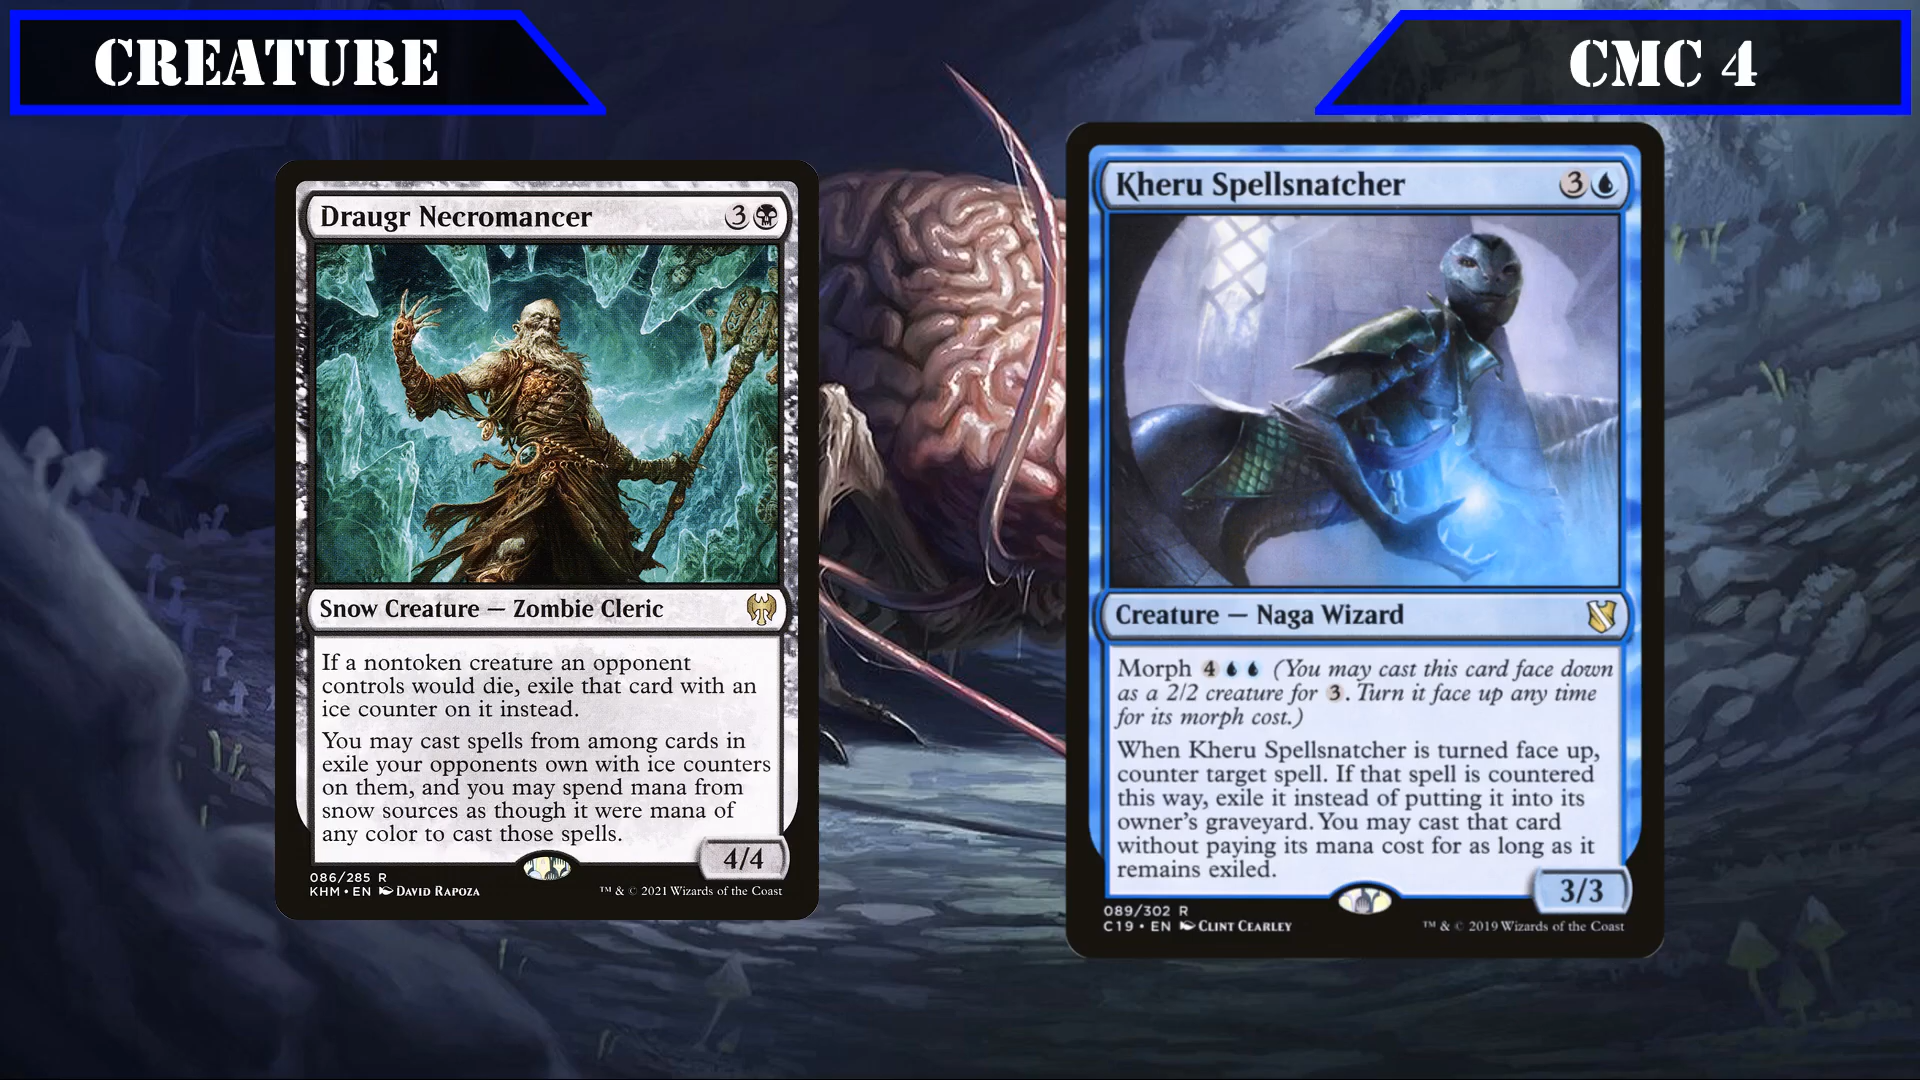 CREATURE
CMC 4
Draugr Necromancer 3
Snow Creature — Zombie Cleric
If a nontoken creature an opponent
controls would die, exile that card with an
ice counter on it instead.
You may cast spells from among cards in
exile your opponents own with ice counters
on them, and you may spend mana from
snow sources as though it were mana of
any color to cast those spells.
4/4
086/285 R
KHM • EN DAVID RAPOZA
™ & © 2021 Wizards of the Coast
Kheru Spellsnatcher 3
Creature — Naga Wizard
Morph 4 (You may cast this card face down
as a 2/2 creature for 3. Turn it face up any time
for its morph cost.)
When Kheru Spellsnatcher is turned face up,
counter target spell. If that spell is countered
this way, exile it instead of putting it into its
owner's graveyard. You may cast that card
without paying its mana cost for as long as it
remains exiled.
3/3
089/302 R
C19 • EN CLINT CEARLEY
™ & © 2019 Wizards of the Coast